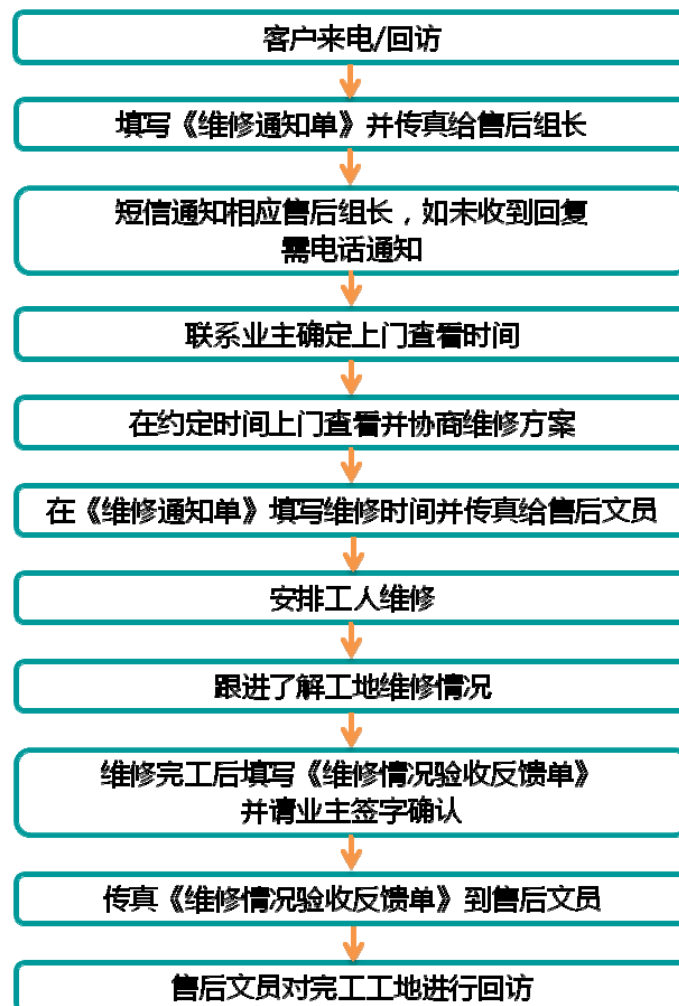 客户来电/回访
填写《维修通知单》并传真给售后组长
短信通知相应售后组长，如未收到回复
需电话通知
联系业主确定上门查看时间
在约定时间上门查看并协商维修方案
在《维修通知单》填写维修时间并传真给售后文员
安排工人维修
跟进了解工地维修情况
维修完工后填写《维修情况验收反馈单》
并请业主签字确认
传真《维修情况验收反馈单》到售后文员
售后文员对完工工地进行回访